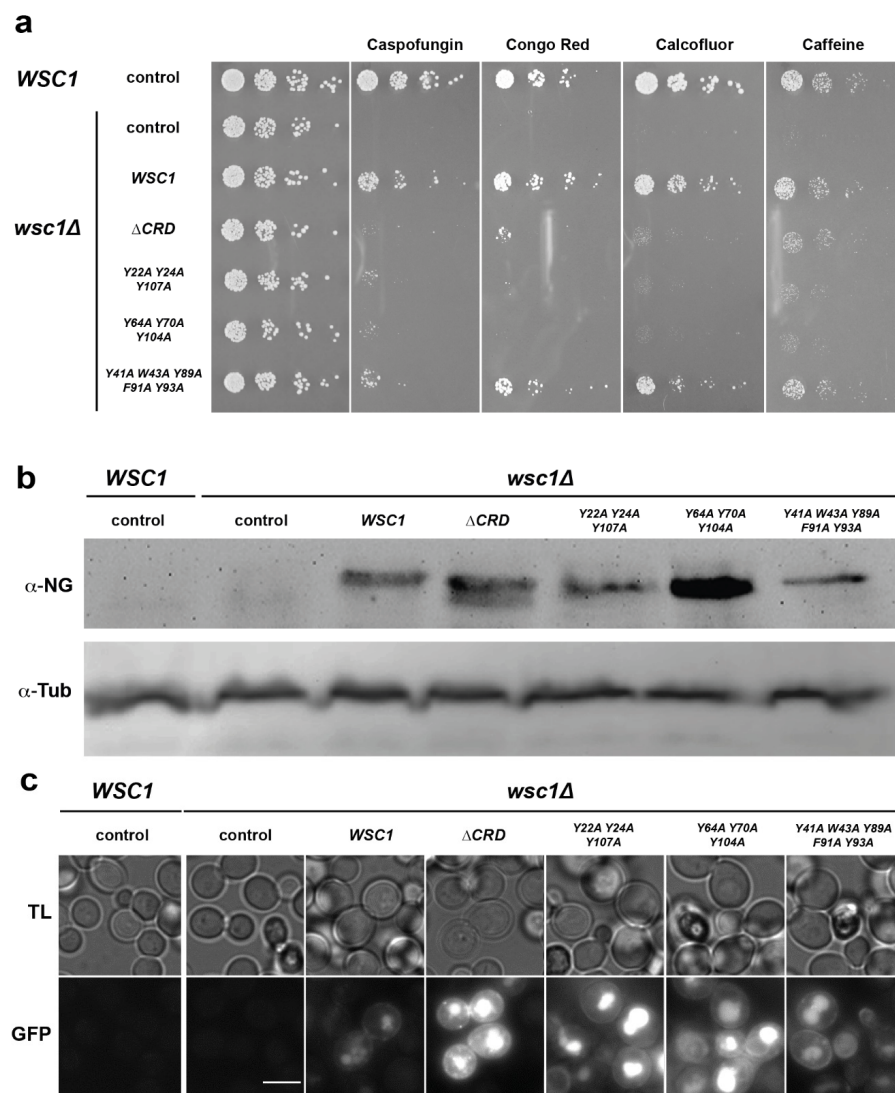 a
Caspofungin Congo Red Calcofluor Caffeine
WSC1 control
control
WSC1
wsc1Δ ΔCRD
Y22A Y24A
Y107A
Y64A Y70A
Y104A
Y41A W43A Y89A
F91A Y93A
b
WSC1 wsc1Δ
control control WSC1 ΔCRD Y22A Y24A Y64A Y70A Y41A W43A Y89A
Y107A Y104A F91A Y93A
α-NG
α-Tub
c
WSC1 wsc1Δ
control control WSC1 ΔCRD Y22A Y24A Y64A Y70A Y41A W43A Y89A
Y107A Y104A F91A Y93A
TL
GFP